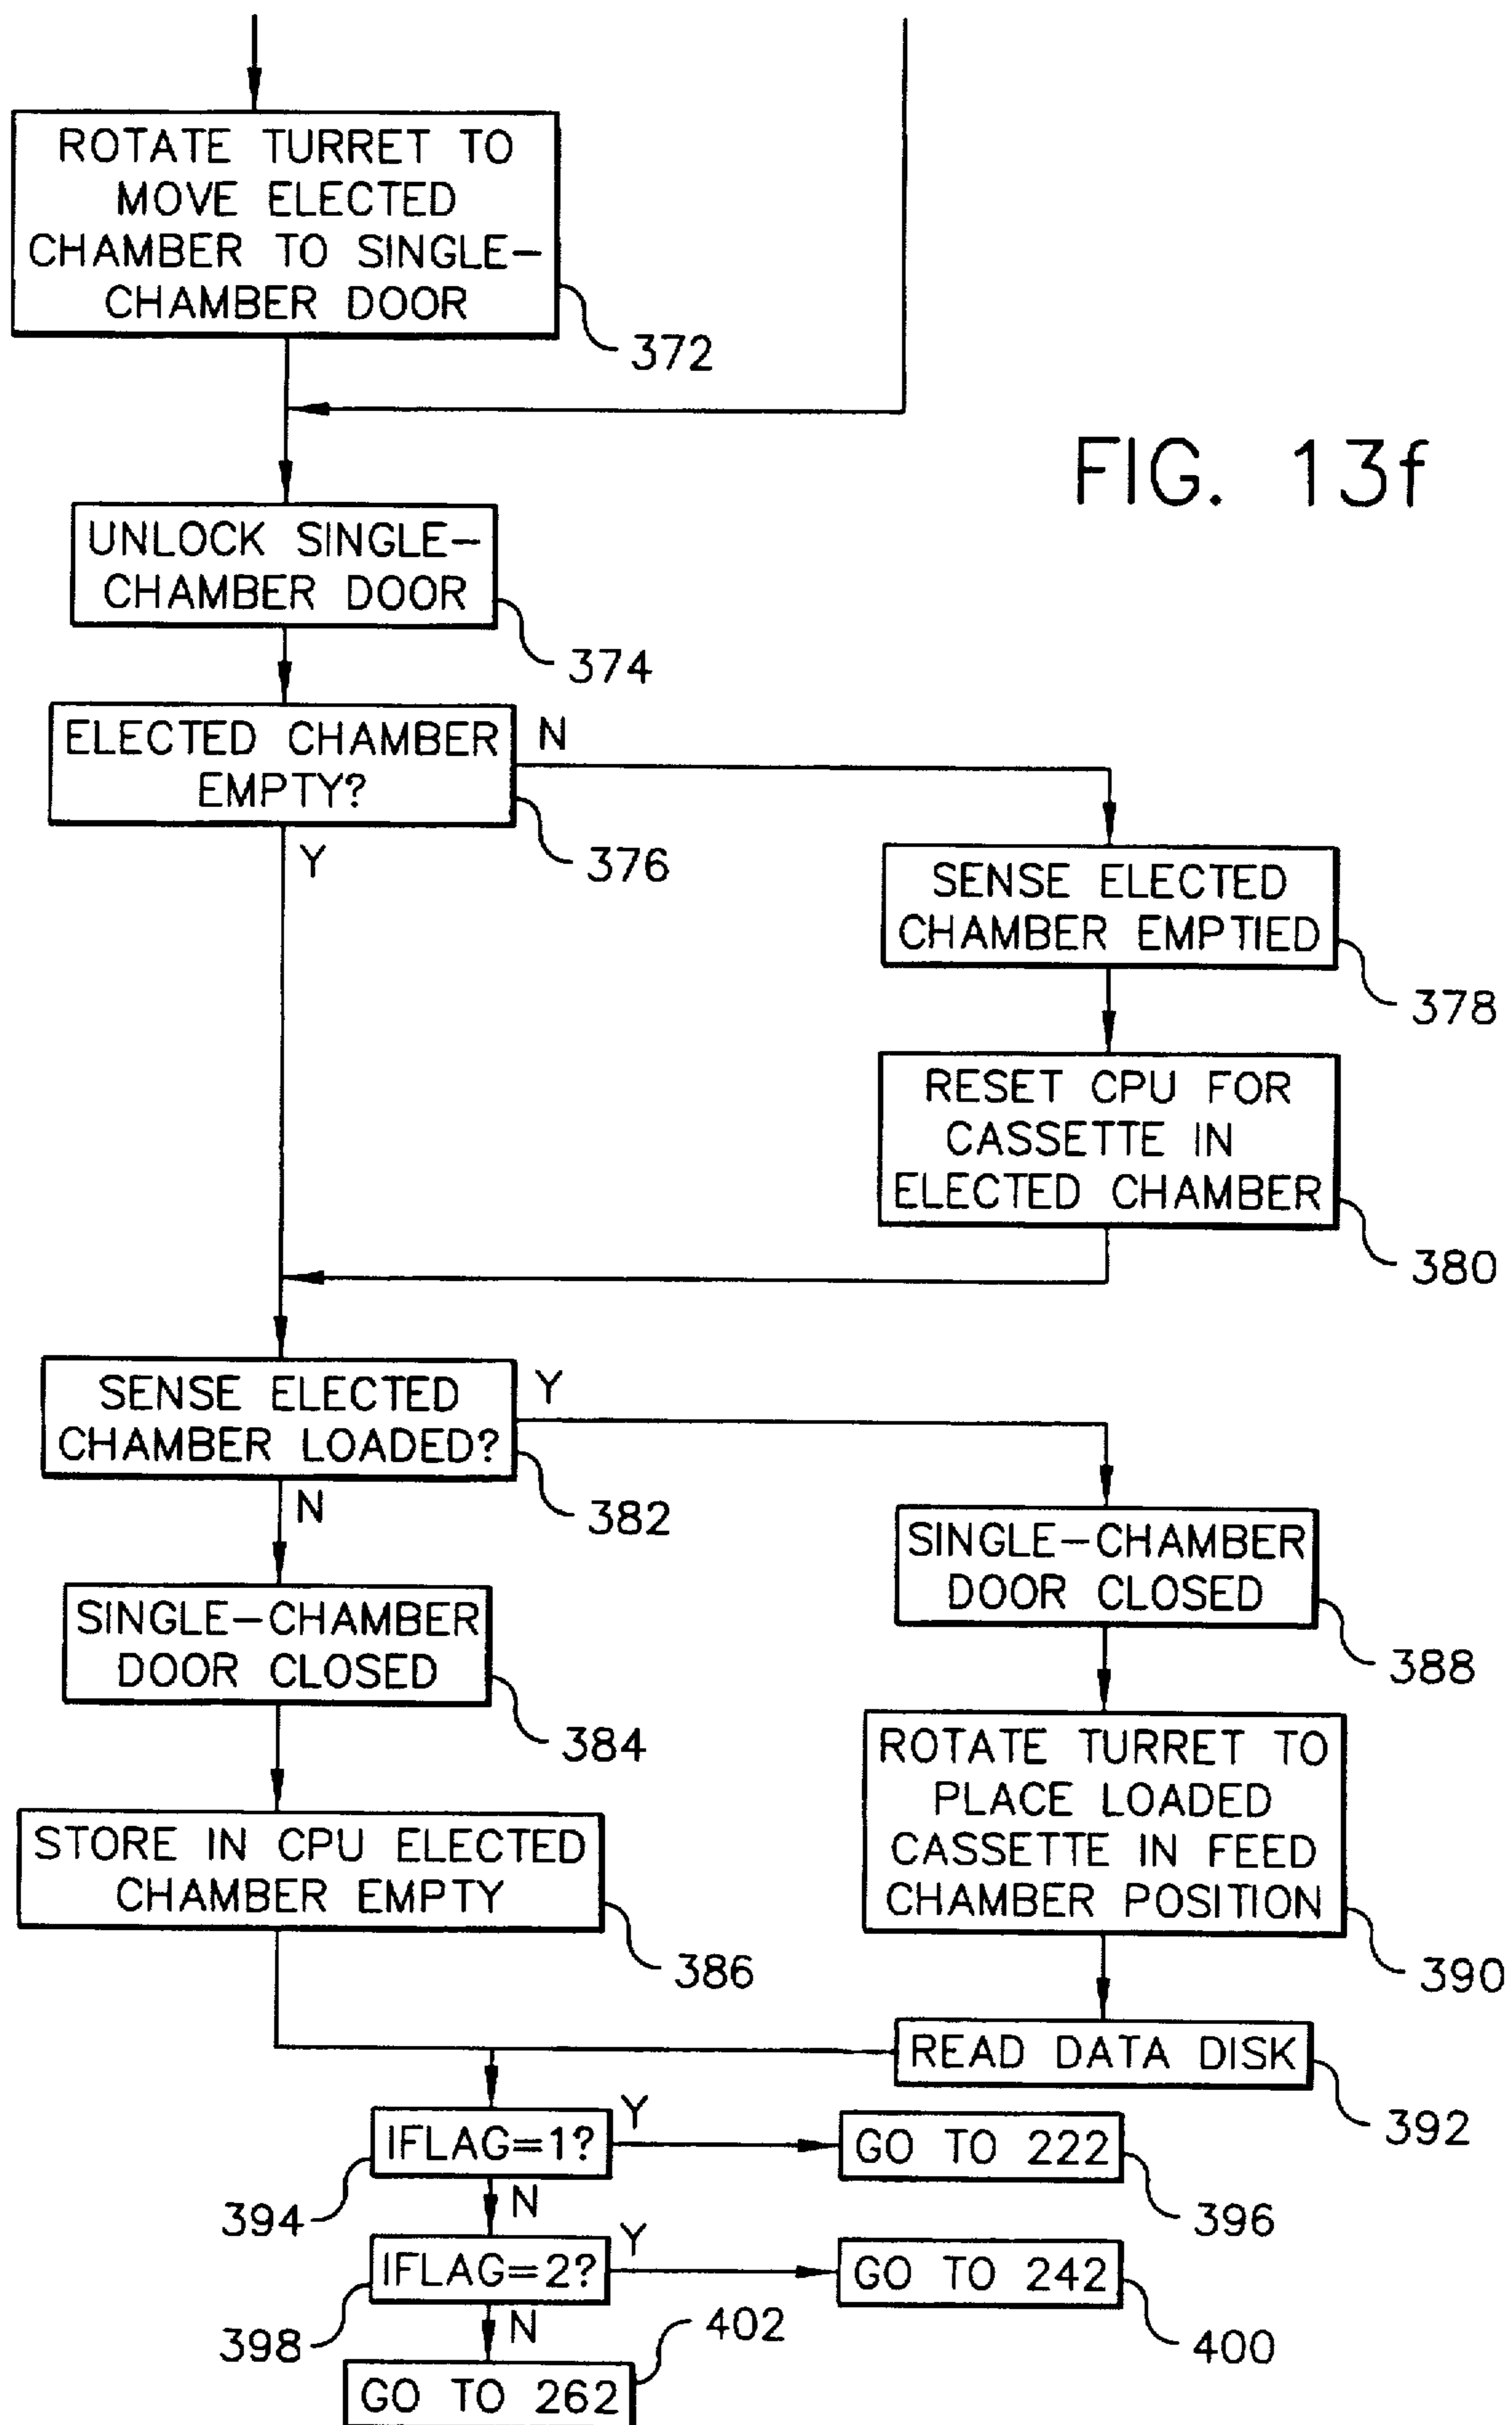 ROTATE TURRET TO
MOVE ELECTED
CHAMBER TO SINGLE-
CHAMBER DOOR
372
FIG. 13f
UNLOCK SINGLE-
CHAMBER DOOR
374
ELECTED CHAMBER
EMPTY?
N
376
Y
SENSE ELECTED
CHAMBER EMPTIED
378
RESET CPU FOR
CASSETTE IN
ELECTED CHAMBER
380
SENSE ELECTED
CHAMBER LOADED?
Y
382
N
SINGLE-CHAMBER
DOOR CLOSED
388
SINGLE-CHAMBER
DOOR CLOSED
384
ROTATE TURRET TO
PLACE LOADED
CASSETTE IN FEED
CHAMBER POSITION
390
STORE IN CPU ELECTED
CHAMBER EMPTY
386
READ DATA DISK
392
IFLAG=1?
Y
GO TO 222
394
N
396
IFLAG=2?
Y
GO TO 242
398
N
402
400
GO TO 262